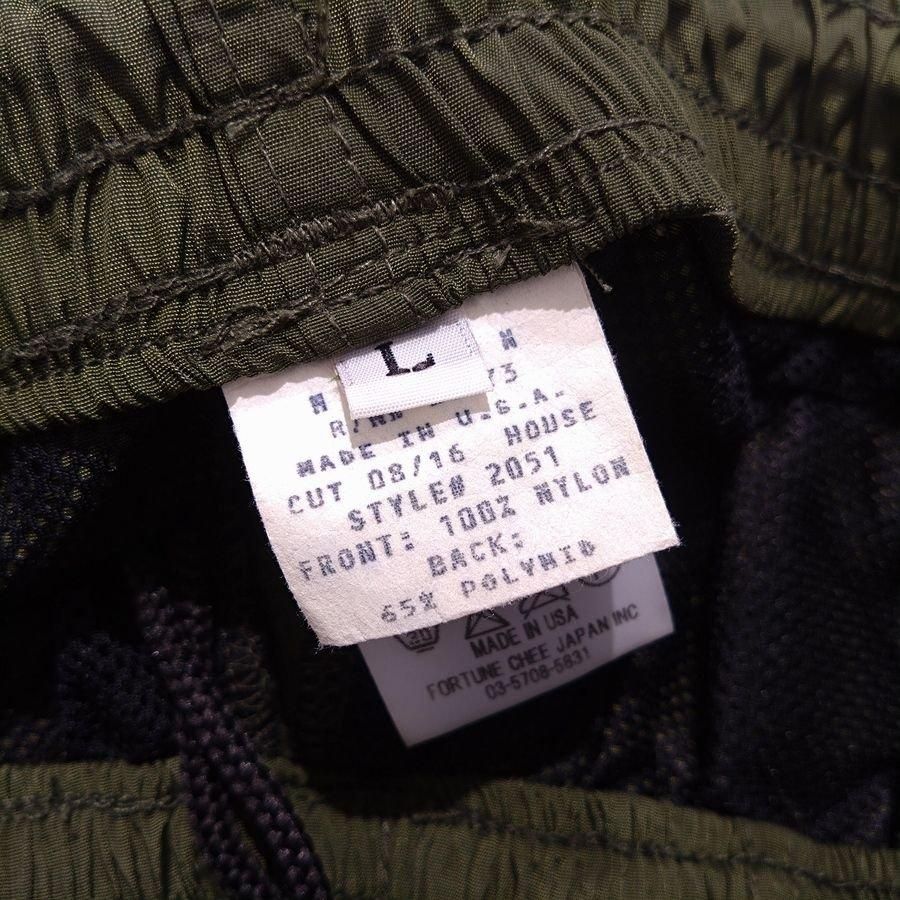 L
MADE IN U.S.A.
CUT 08/16 HOUSE
STYLE# 2051
FRONT: 100% NYLON
BACK:
65% POLYMID
MADE IN USA
FORTUNE CHEE JAPAN INC
03-5708-5831